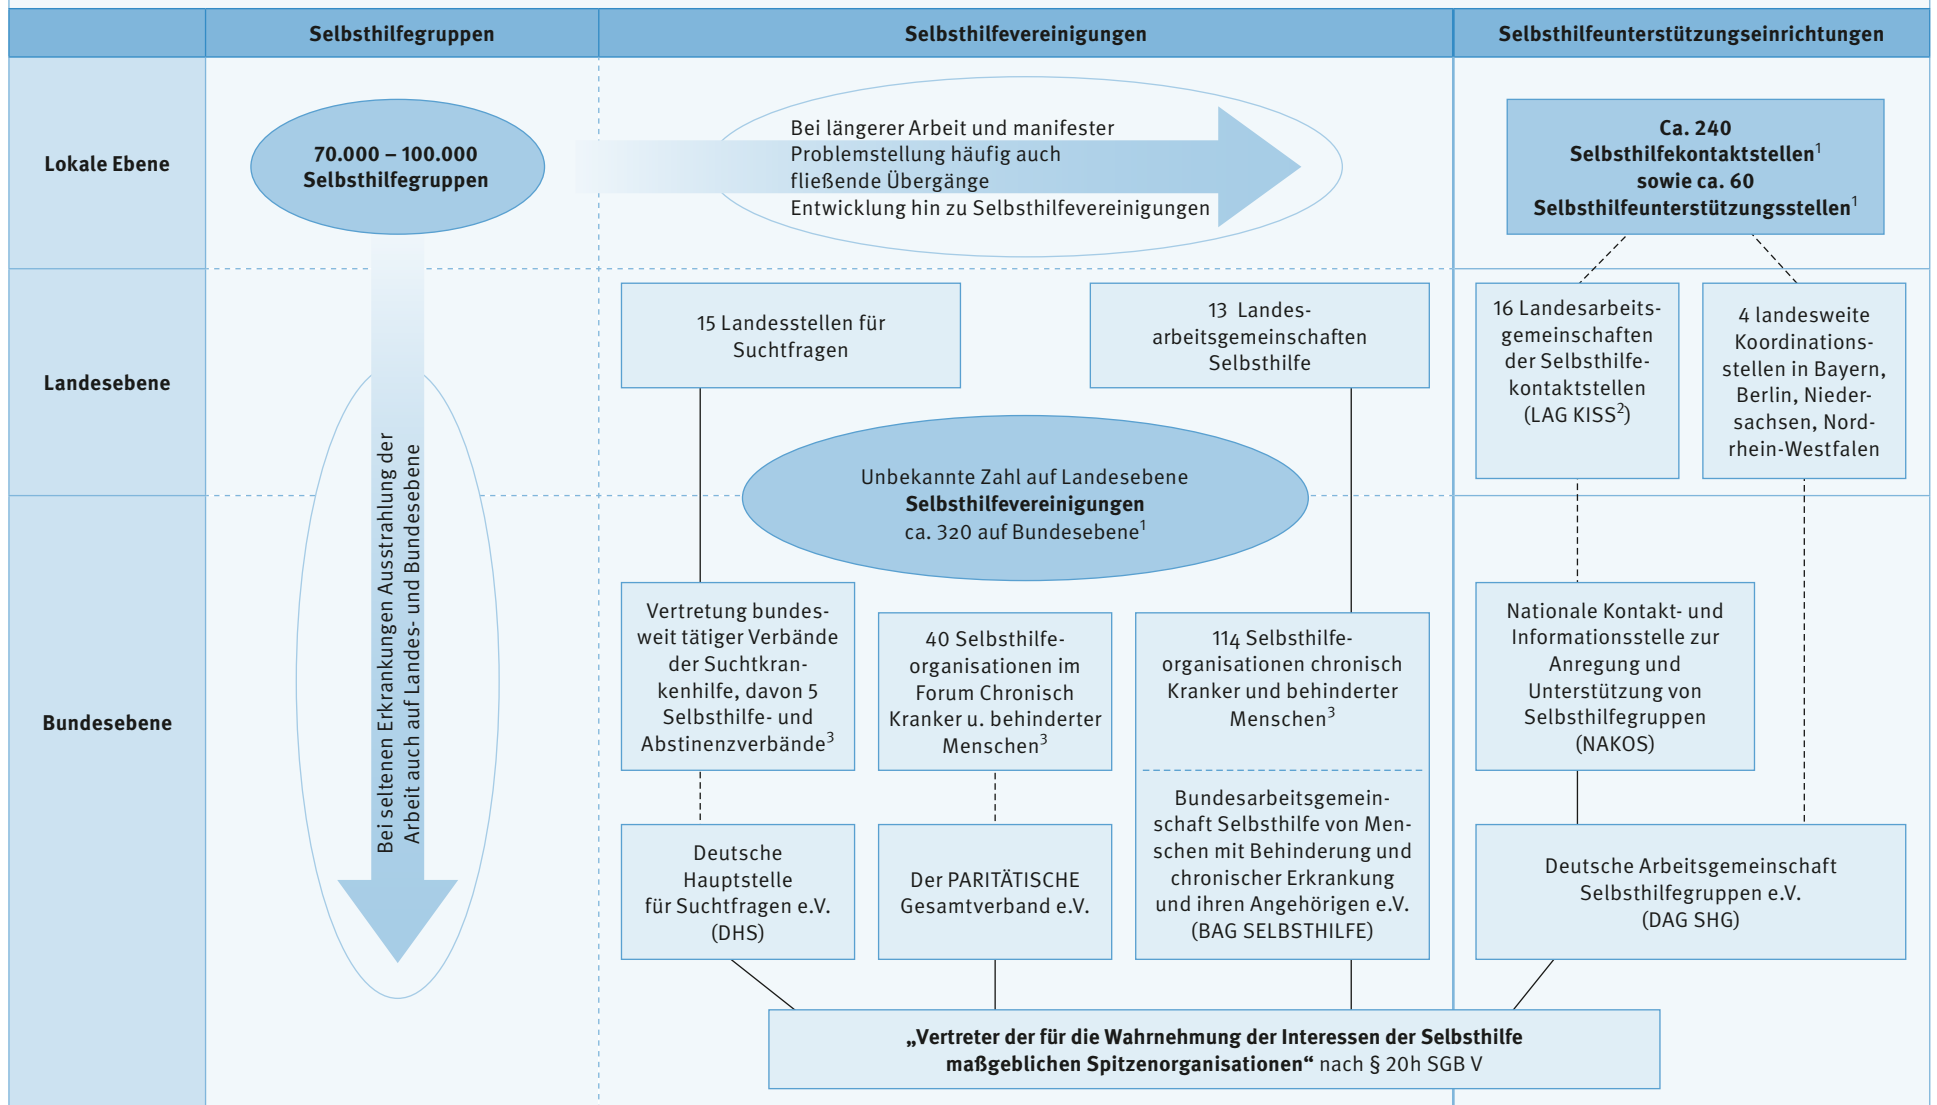 Selbsthilfegruppen
Selbsthilfevereinigungen
Selbsthilfeunterstützungseinrichtungen
Lokale Ebene
70.000 – 100.000
Selbsthilfegruppen
Bei längerer Arbeit und manifester
Problemstellung häufig auch
fließende Übergänge
Entwicklung hin zu Selbsthilfevereinigungen
Ca. 240
Selbsthilfekontaktstellen¹
sowie ca. 60
Selbsthilfeunterstützungsstellen¹
Landesebene
15 Landesstellen für
Suchtfragen
13 Landes-
arbeitsgemeinschaften
Selbsthilfe
16 Landesarbeits-
gemeinschaften
der Selbsthilfe-
kontaktstellen
(LAG KISS²)
4 landesweite
Koordinations-
stellen in Bayern,
Berlin, Nieder-
sachsen, Nord-
rhein-Westfalen
Bei seltenen Erkrankungen Ausstrahlung der
Arbeit auch auf Landes- und Bundesebene
Unbekannte Zahl auf Landesebene
Selbsthilfevereinigungen
ca. 320 auf Bundesebene¹
Bundesebene
Vertretung bundes-
weit tätiger Verbände
der Suchtkran-
kenhilfe, davon 5
Selbsthilfe- und
Abstinenzverbände³
40 Selbsthilfe-
organisationen im
Forum Chronisch
Kranker u. behinderter
Menschen³
114 Selbsthilfe-
organisationen chronisch
Kranker und behinderter
Menschen³
Nationale Kontakt- und
Informationsstelle zur
Anregung und
Unterstützung von
Selbsthilfegruppen
(NAKOS)
Deutsche
Hauptstelle
für Suchtfragen e.V.
(DHS)
Der PARITÄTISCHE
Gesamtverband e.V.
Bundesarbeitsgemein-
schaft Selbsthilfe von Men-
schen mit Behinderung und
chronischer Erkrankung
und ihren Angehörigen e.V.
(BAG SELBSTHILFE)
Deutsche Arbeitsgemeinschaft
Selbsthilfegruppen e.V.
(DAG SHG)
„Vertreter der für die Wahrnehmung der Interessen der Selbsthilfe
maßgeblichen Spitzenorganisationen“ nach § 20h SGB V